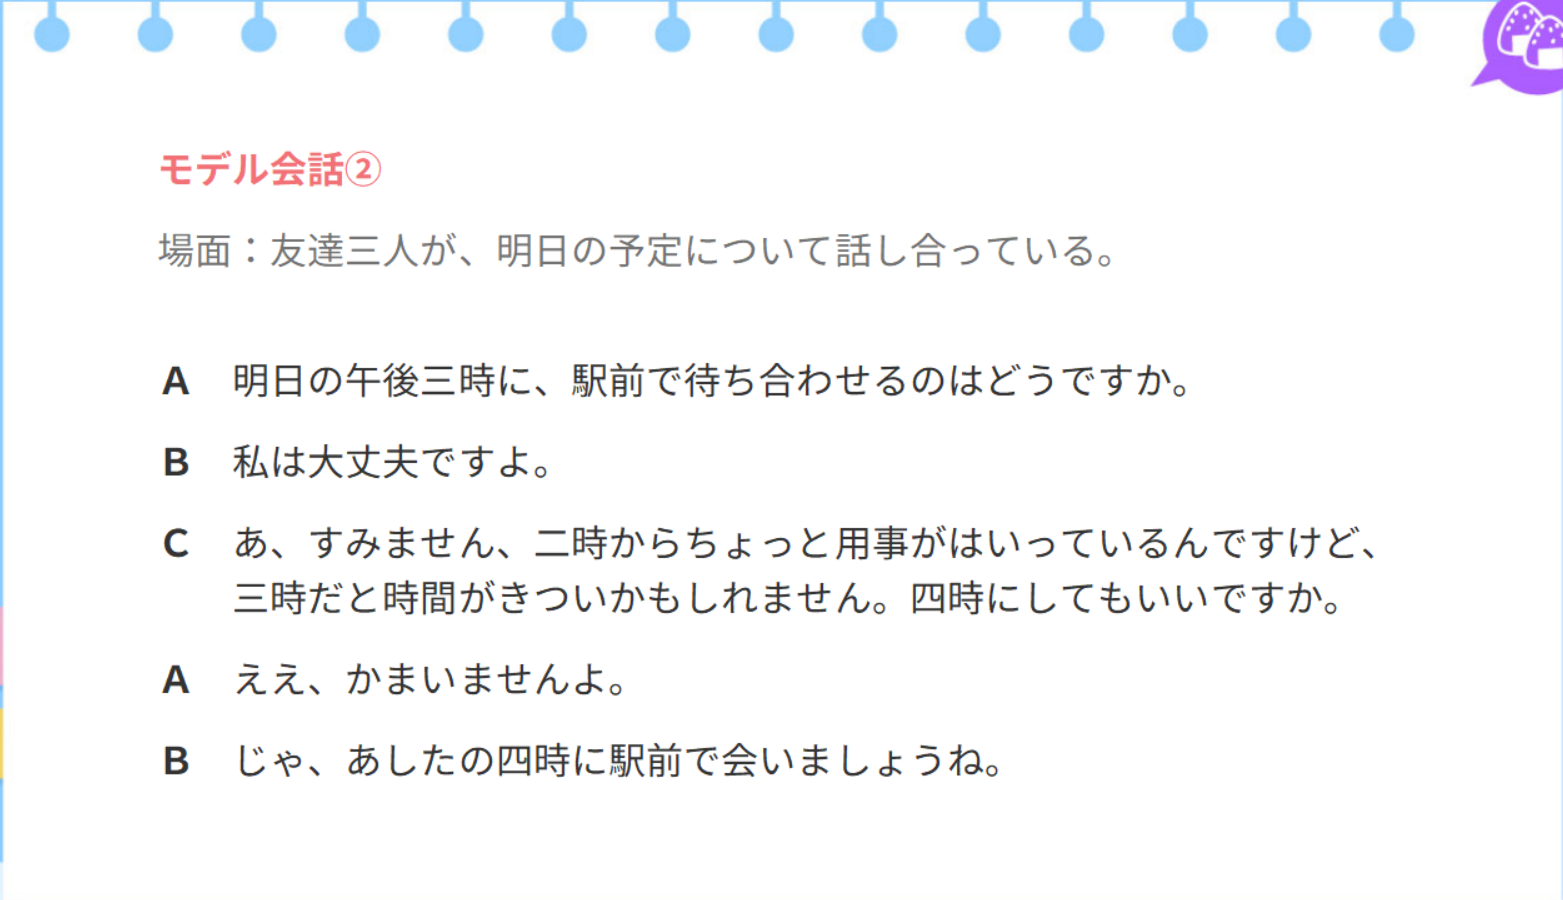 モデル会話②
場面：友達三人が、明日の予定について話し合っている。
A 明日の午後三時に、駅前で待ち合わせるのはどうですか。
B 私は大丈夫ですよ。
C あ、すみません、二時からちょっと用事がはいっているんですけど、
三時だと時間がきついかもしれません。四時にしてもいいですか。
A ええ、かまいませんよ。
B じゃ、あしたの四時に駅前で会いましょうね。